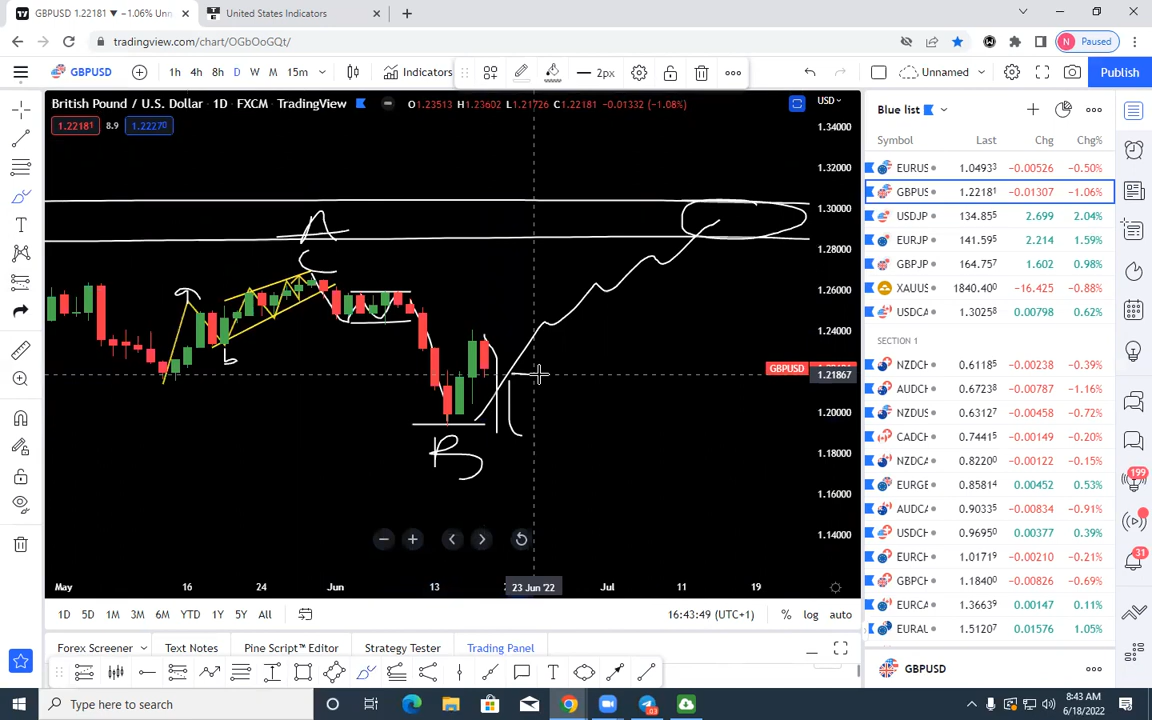 GBPUSD 1.22181 ▼ −1.06% Unn
United States Indicators
tradingview.com/chart/OGbOoGQt/
N Paused
GBPUSD 1h 4h 8h D W M 15m Indicators 2px Unnamed Publish
British Pound / U.S. Dollar · 1D · FXCM · TradingView O1.23513 H1.23602 L1.21726 C1.22181 −0.01332 (−1.08%) USD
1.22181 8.9 1.22270
1.34000
1.32000
1.30000
1.28000
1.26000
1.24000
GBPUSD
1.21867
1.20000
1.18000
1.16000
1.14000
A
b
B
May 16 24 Jun 13 23 Jun '22 Jul 11 19
1D 5D 1M 3M 6M YTD 1Y 5Y All 16:43:49 (UTC+1) % log auto
Forex Screener Text Notes Pine Script™ Editor Strategy Tester Trading Panel
Blue list
Symbol Last Chg Chg%
EURUS 1.04933 −0.00526 −0.50%
GBPUS 1.22181 −0.01307 −1.06%
USDJP 134.855 2.699 2.04%
EURJP 141.595 2.214 1.59%
GBPJP 164.757 1.602 0.98%
XAUUS 1840.400 −16.425 −0.88%
USDCA 1.30258 0.00798 0.62%
SECTION 1
NZDCH 0.61185 −0.00238 −0.39%
AUDCH 0.67238 −0.00787 −1.16%
NZDUS 0.63127 −0.00458 −0.72%
CADCH 0.74415 −0.00149 −0.20%
NZDCA 0.82200 −0.00122 −0.15%
EURGE 0.85814 0.00452 0.53%
AUDCA 0.90335 −0.00834 −0.91%
USDCH 0.96950 0.00377 0.39%
EURCH 1.01719 −0.00210 −0.21%
GBPCH 1.18400 −0.00826 −0.69%
EURCA 1.36639 0.00147 0.11%
EURAU 1.51207 0.01576 1.05%
GBPUSD
199
31
Type here to search
03
8:43 AM
6/18/2022